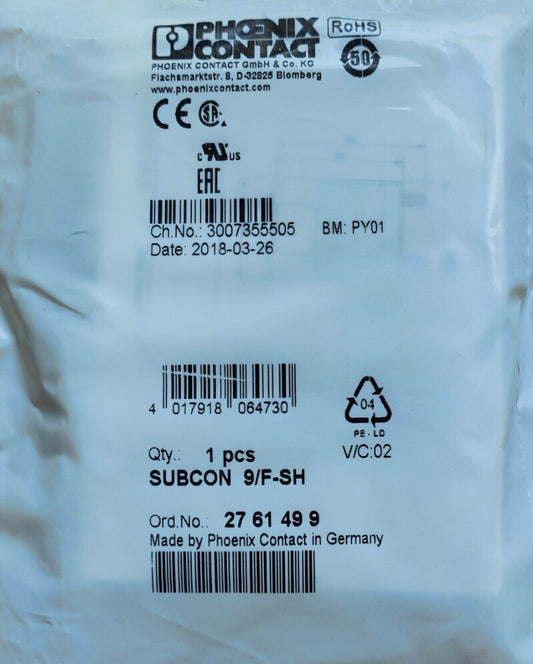 PHOENIX
CONTACT
RoHS
50
PHOENIX CONTACT GmbH & Co. KG
Flachsmarktstr. 8, D-32825 Blomberg
www.phoenixcontact.com
CE SA
c RU US
EAC
Ch.No.: 3007355505 BM: PY01
Date: 2018-03-26
4 017918 064730
04
PE-LD
Qty.: 1 pcs V/C:02
SUBCON 9/F-SH
Ord.No.: 27 61 49 9
Made by Phoenix Contact in Germany